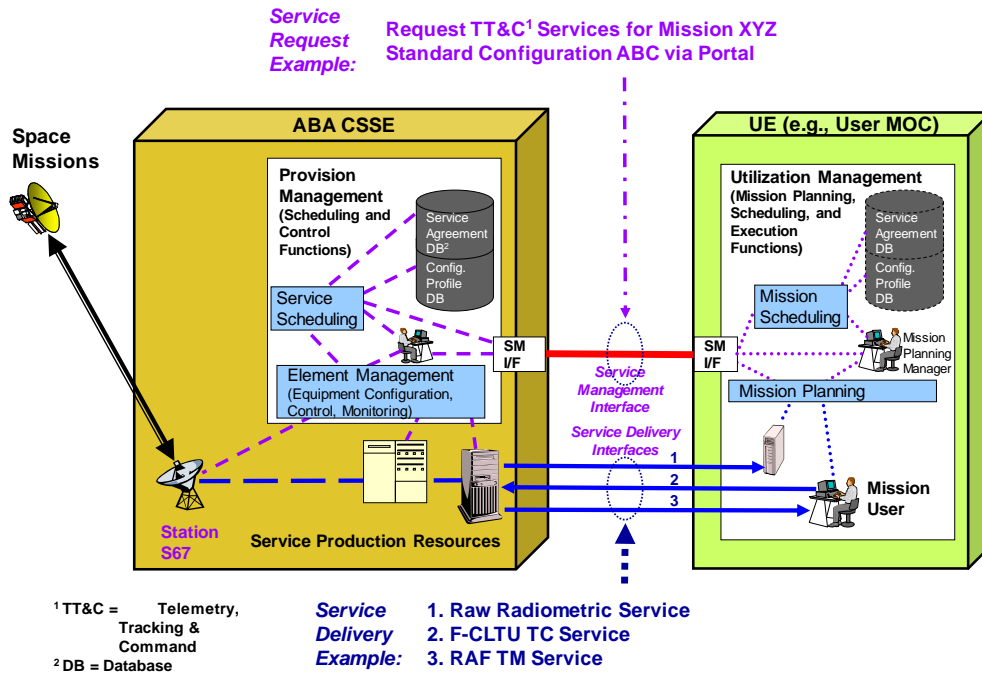 Service
Request
Example:
Request TT&C¹ Services for Mission XYZ
Standard Configuration ABC via Portal
Space
Missions
ABA CSSE
Provision
Management
(Scheduling and
Control
Functions)
Service
Agreement
DB²
Config.
Profile
DB
Service
Scheduling
SM
I/F
Element Management
(Equipment Configuration,
Control, Monitoring)
Station
S67
Service Production Resources
Service
Management
Interface
Service Delivery
Interfaces
1
2
3
UE (e.g., User MOC)
Utilization Management
(Mission Planning,
Scheduling, and
Execution
Functions)
Service
Agreement
DB
Config.
Profile
DB
Mission
Scheduling
SM
I/F
Mission
Planning
Manager
Mission Planning
Mission
User
¹ TT&C = Telemetry,
Tracking &
Command
² DB = Database
Service
Delivery
Example:
1. Raw Radiometric Service
2. F-CLTU TC Service
3. RAF TM Service